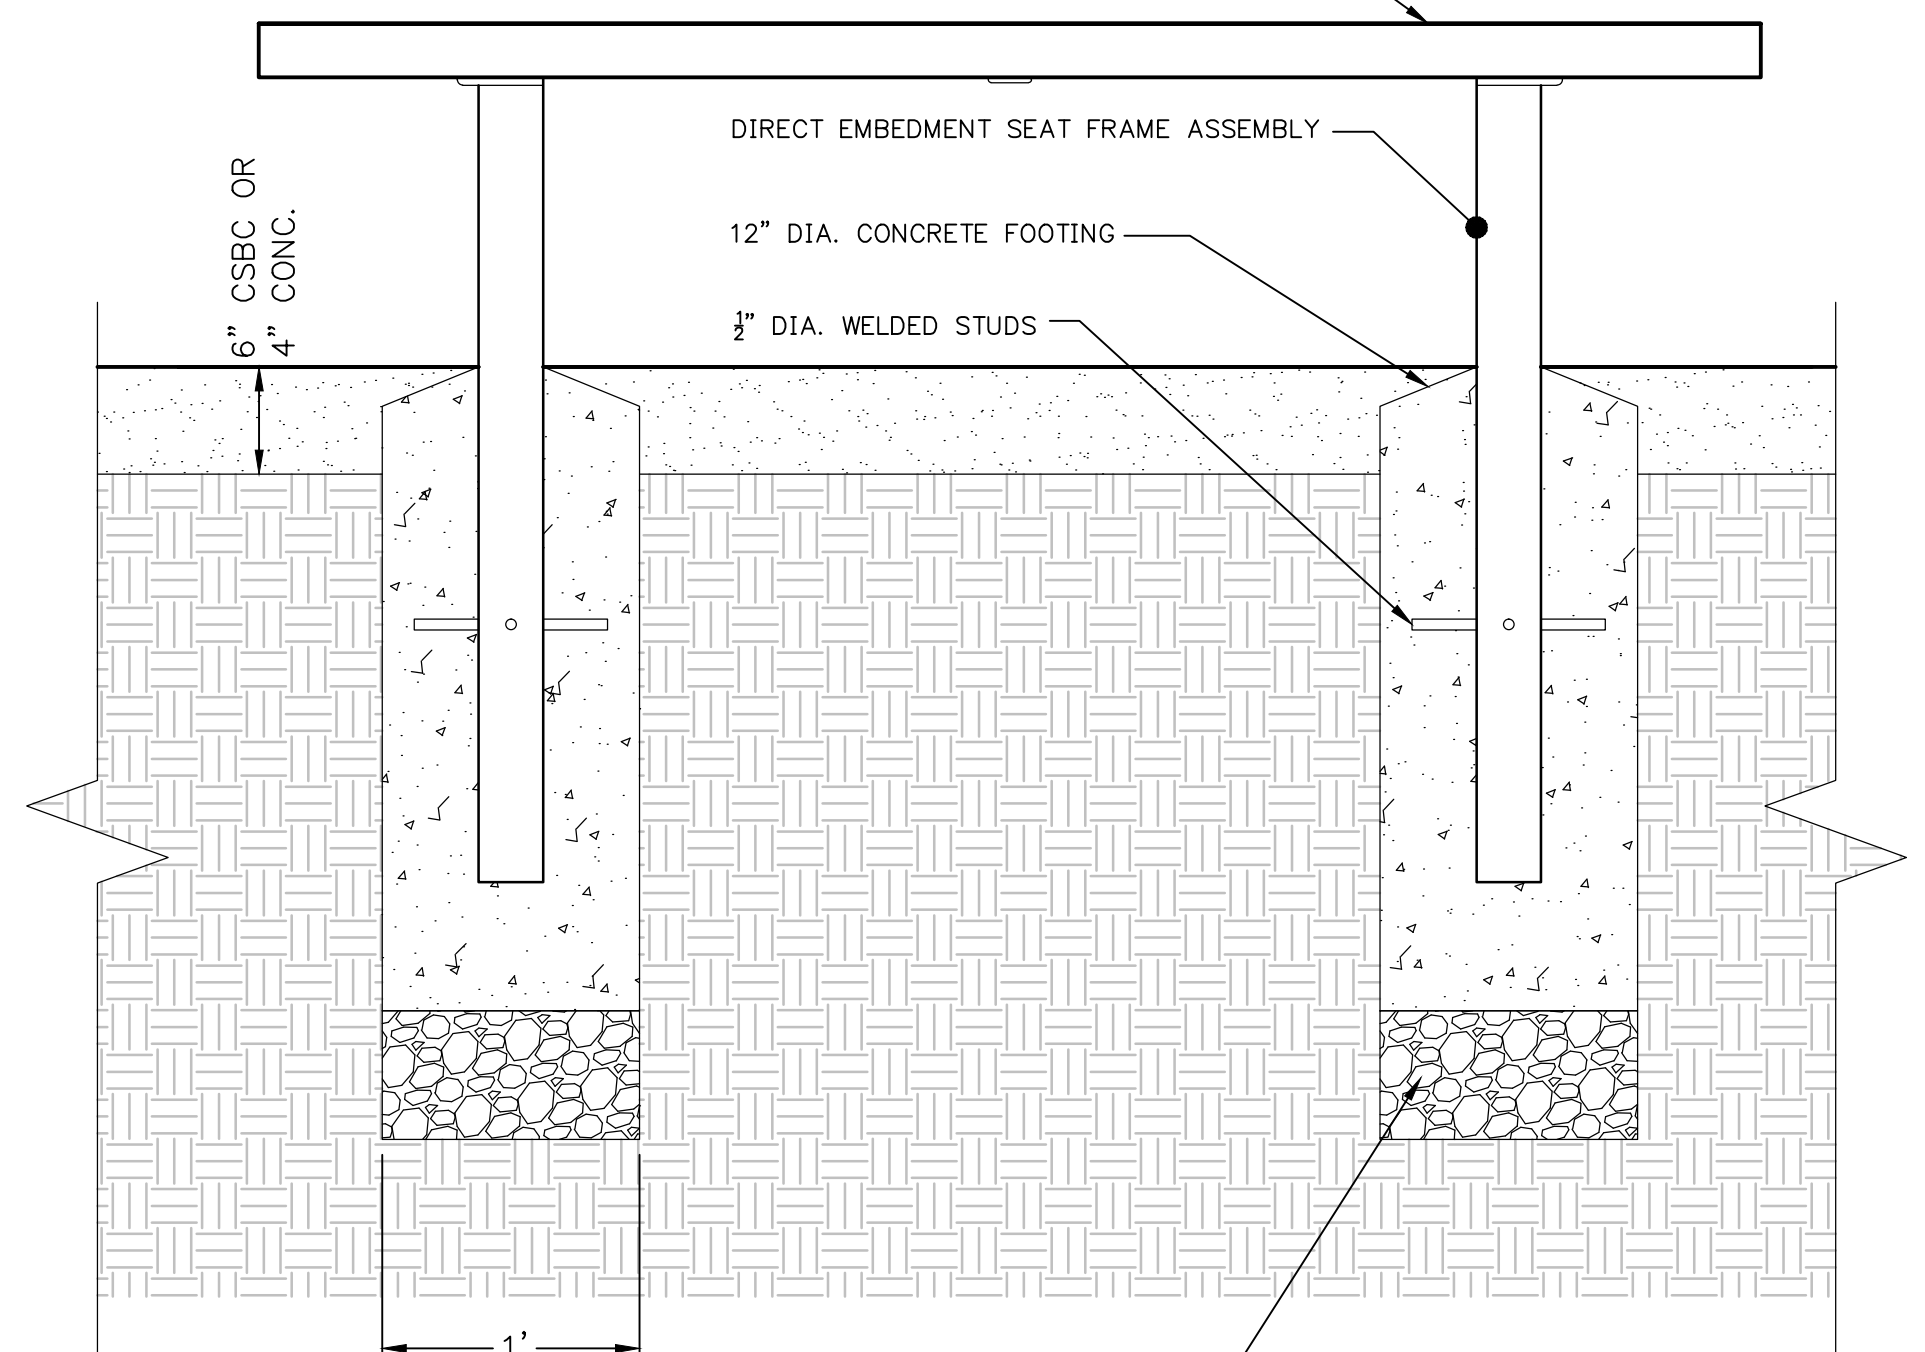 DIRECT EMBEDMENT SEAT FRAME ASSEMBLY
6" CSBC OR
4" CONC.
12" DIA. CONCRETE FOOTING
½" DIA. WELDED STUDS
1'